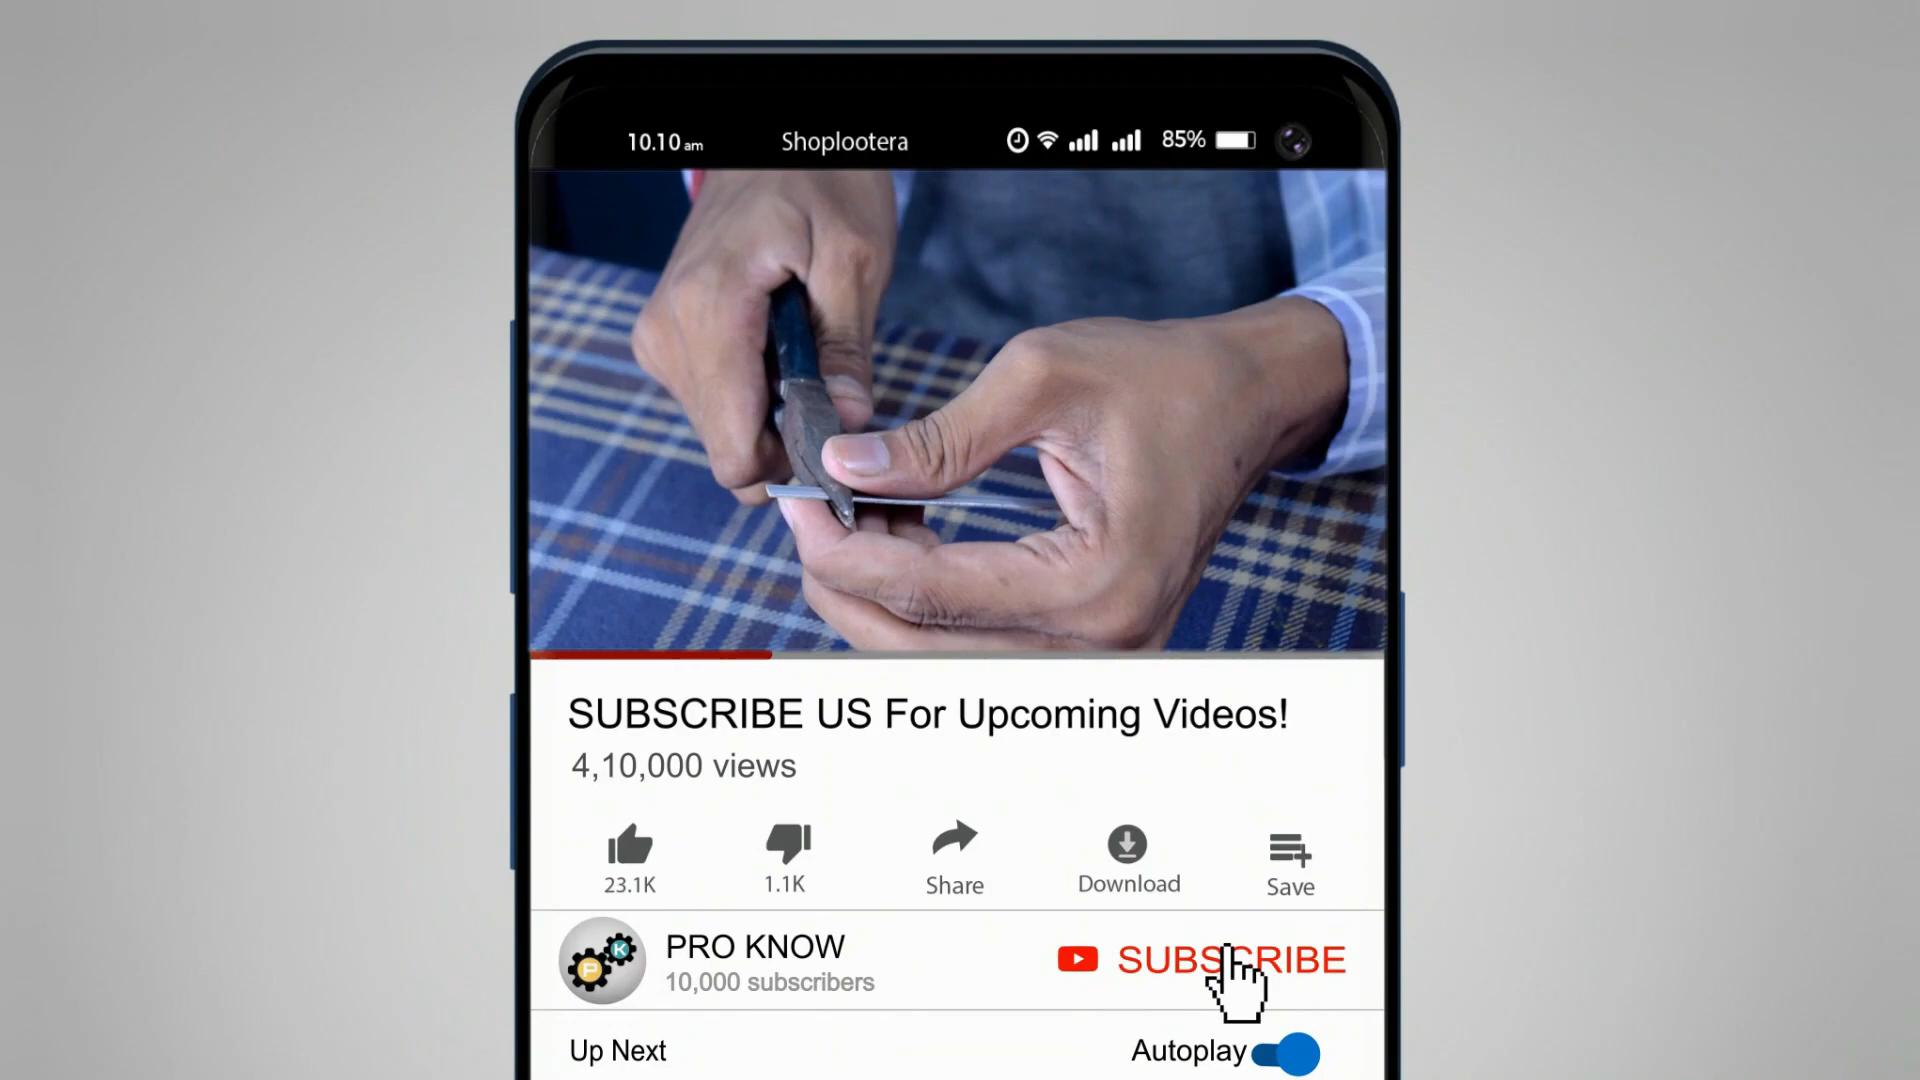 10.10 am Shoplootera 85%
SUBSCRIBE US For Upcoming Videos!
4,10,000 views
23.1K 1.1K Share Download Save
P K
PRO KNOW SUBSCRIBE
10,000 subscribers
Up Next Autoplay